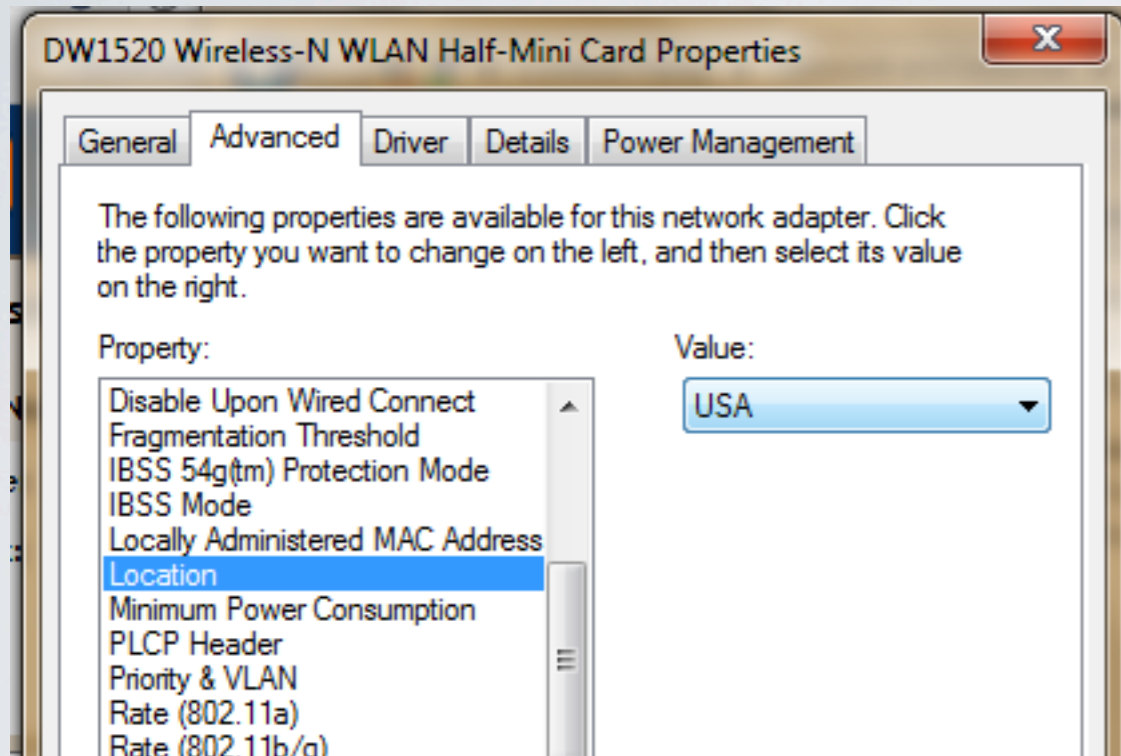 DW1520 Wireless-N WLAN Half-Mini Card Properties
General Advanced Driver Details Power Management
The following properties are available for this network adapter. Click
the property you want to change on the left, and then select its value
on the right.
Property:
Value:
Disable Upon Wired Connect
Fragmentation Threshold
IBSS 54g(tm) Protection Mode
IBSS Mode
Locally Administered MAC Address
Location
Minimum Power Consumption
PLCP Header
Priority & VLAN
Rate (802.11a)
Rate (802.11b/g)
USA